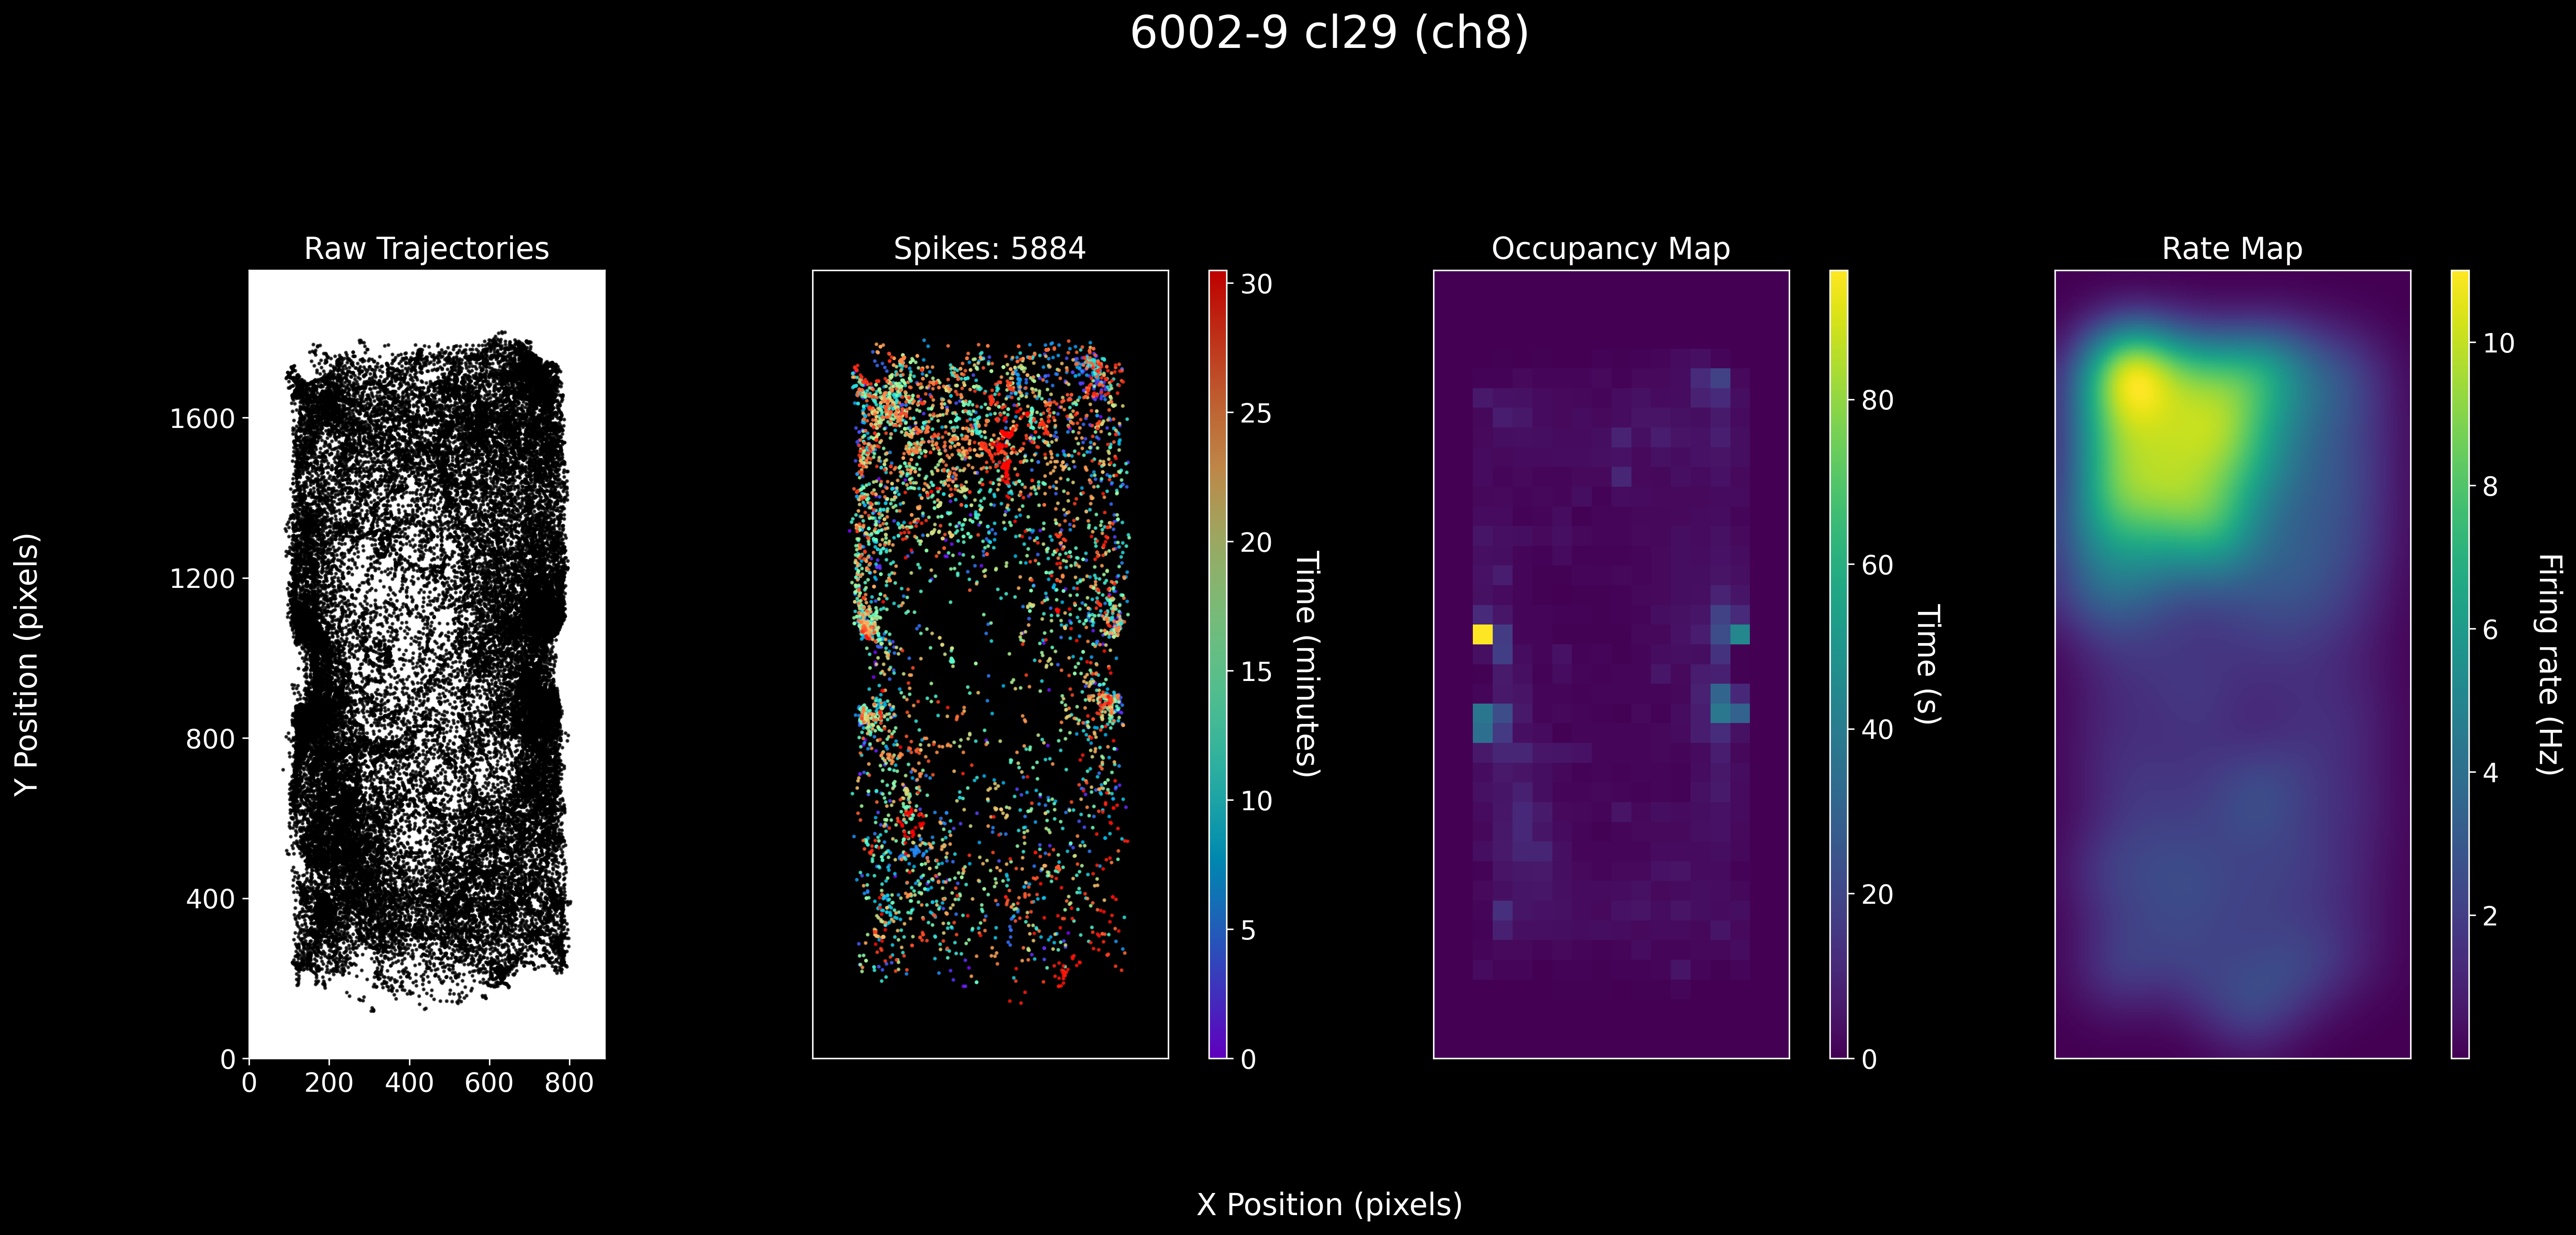 6002-9 cl29 (ch8)
Raw Trajectories
Spikes: 5884
Occupancy Map
Rate Map
Y Position (pixels)
1600
1200
800
400
0
0 200 400 600 800
30
25
20
15
10
5
0
Time (minutes)
80
60
40
20
0
Time (s)
10
8
6
4
2
Firing rate (Hz)
X Position (pixels)